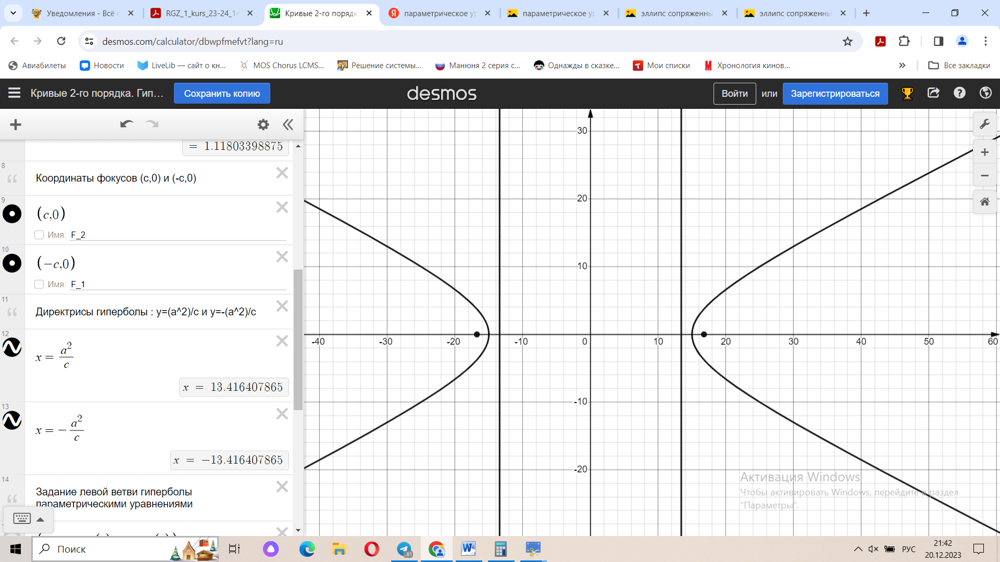 Уведомления - Всё с
RGZ_1_kurs_23-24_14
Кривые 2-го порядк
параметрическое ур
параметрическое ур
эллипс сопряженны
эллипс сопряженны
desmos.com/calculator/dbwpfmefvt?lang=ru
Авиабилеты
Новости
LiveLib — сайт о кн...
MOS Chorus LCMS...
Решение системы...
Манюня 2 серия с...
Однажды в сказке...
Мои списки
Хронология кинов...
Все закладки
Кривые 2-го порядка. Гип...
Сохранить копию
desmos
Войти
или
Зарегистрироваться
= 1.11803398875
8
Координаты фокусов (c,0) и (-c,0)
9
(c,0)
Имя: F_2
10
(−c,0)
Имя: F_1
11
Директрисы гиперболы : y=(a^2)/c и y=-(a^2)/c
12
x = a²/c
x = 13.416407865
13
x = − a²/c
x = −13.416407865
14
Задание левой ветви гиперболы
параметрическими уравнениями
30
20
10
-40
-30
-20
-10
0
10
20
30
40
50
60
-10
-20
Активация Windows
Чтобы активировать Windows, перейдите в раздел
"Параметры".
Поиск
81
РУС
21:42
20.12.2023